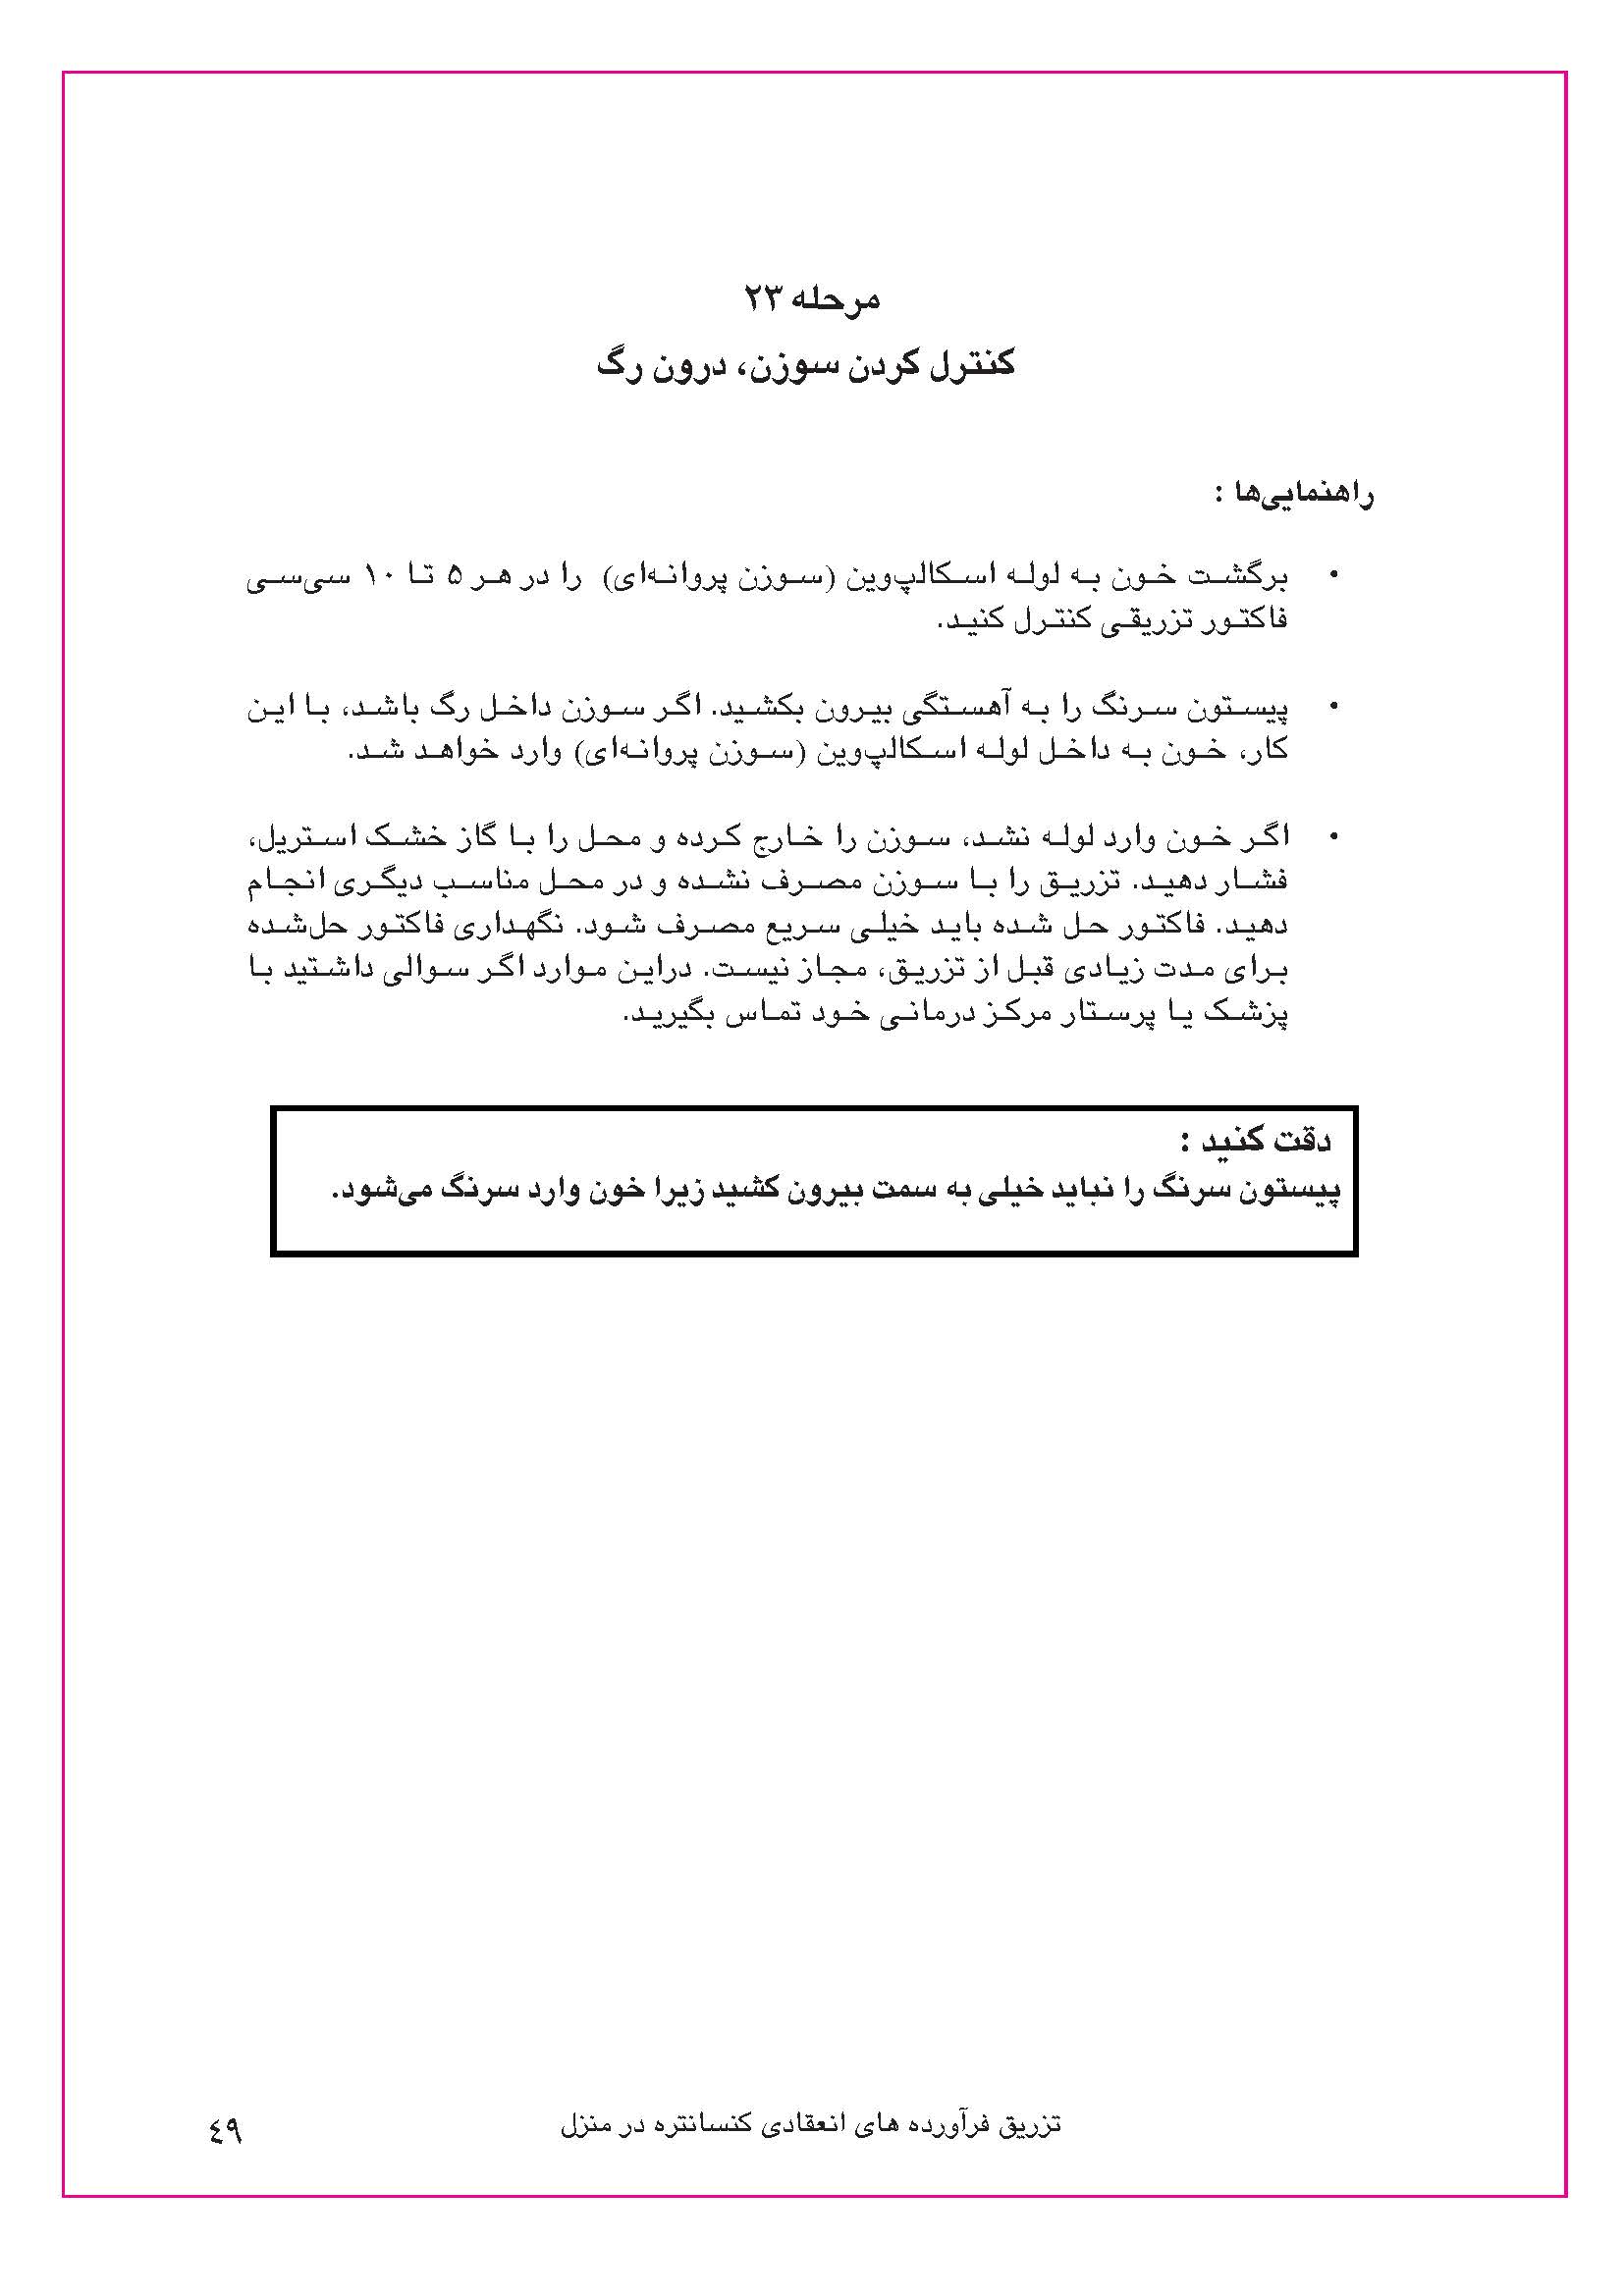 مرحله ۲۳
کنترل کردن سوزن، درون رگ
راهنمایی‌ها :
• برگشت خون به لوله اسکالپ‌وین (سوزن پروانه‌ای) را در هر ۵ تا ۱۰ سی‌سی
فاکتور تزریقی کنترل کنید.
• پیستون سرنگ را به آهستگی بیرون بکشید. اگر سوزن داخل رگ باشد، با این
کار، خون به داخل لوله اسکالپ‌وین (سوزن پروانه‌ای) وارد خواهد شد.
• اگر خون وارد لوله نشد، سوزن را خارج کرده و محل را با گاز خشک استریل،
فشار دهید. تزریق را با سوزن مصرف نشده و در محل مناسب دیگری انجام
دهید. فاکتور حل شده باید خیلی سریع مصرف شود. نگهداری فاکتور حل‌شده
برای مدت زیادی قبل از تزریق، مجاز نیست. دراین موارد اگر سوالی داشتید با
پزشک یا پرستار مرکز درمانی خود تماس بگیرید.
دقت کنید :
پیستون سرنگ را نباید خیلی به سمت بیرون کشید زیرا خون وارد سرنگ می‌شود.
تزریق فرآورده های انعقادی کنسانتره در منزل
٤٩